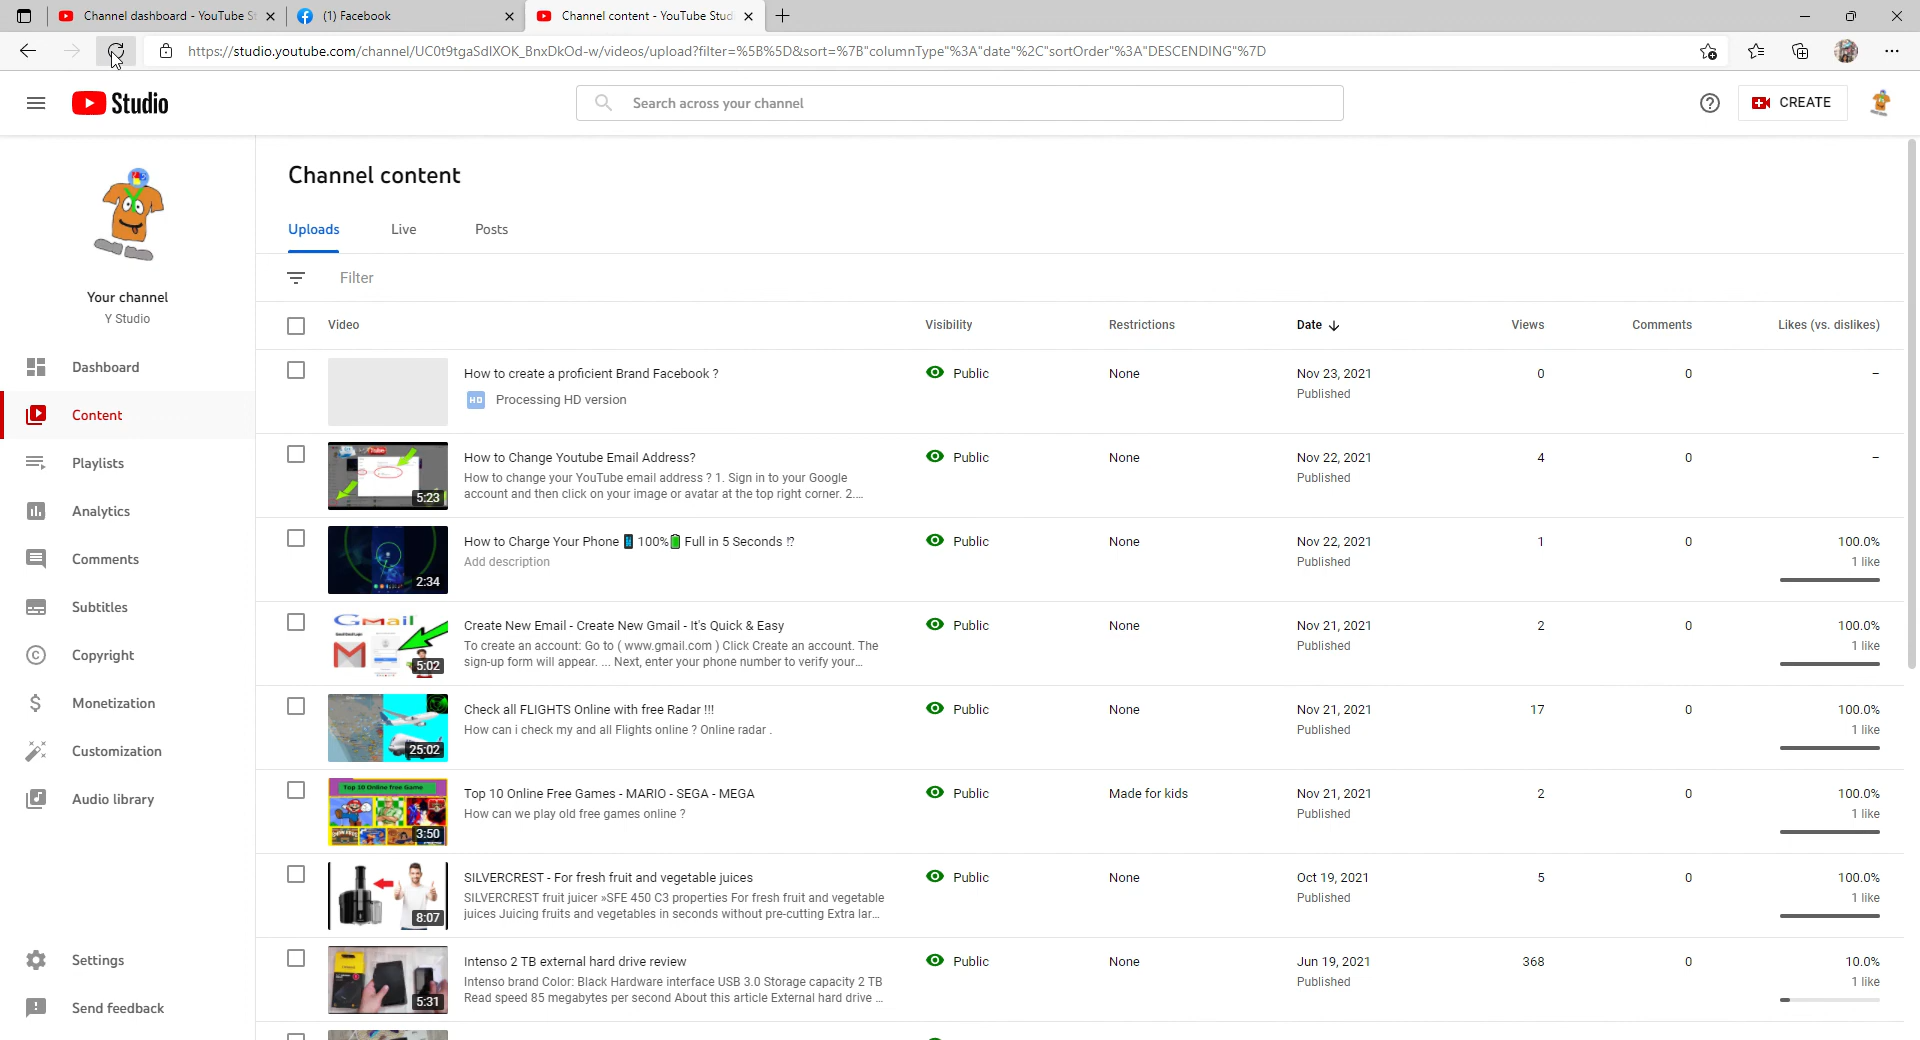 Channel dashboard - YouTube St
(1) Facebook
Channel content - YouTube Studi
https://studio.youtube.com/channel/UC0t9tgaSdIXOK_BnxDkOd-w/videos/upload?filter=%5B%5D&sort=%7B"columnType"%3A"date"%2C"sortOrder"%3A"DESCENDING"%7D
Studio
Search across your channel
CREATE
Your channel
Y Studio
Dashboard
Content
Playlists
Analytics
Comments
Subtitles
Copyright
Monetization
Customization
Audio library
Settings
Send feedback
Channel content
Uploads Live Posts
Filter
Video Visibility Restrictions Date Views Comments Likes (vs. dislikes)
How to create a proficient Brand Facebook ? Public None Nov 23, 2021 0 0 –
HD Processing HD version Published
How to Change Youtube Email Address? Public None Nov 22, 2021 4 0 –
How to change your YouTube email address ? 1. Sign in to your Google Published
account and then click on your image or avatar at the top right corner. 2....
5:23
How to Charge Your Phone 📱 100%🔋 Full in 5 Seconds ⁉ Public None Nov 22, 2021 1 0 100.0%
Add description Published 1 like
2:34
Gmail
Create New Email - Create New Gmail - It's Quick & Easy Public None Nov 21, 2021 2 0 100.0%
To create an account: Go to ( www.gmail.com ) Click Create an account. The Published 1 like
sign-up form will appear. ... Next, enter your phone number to verify your...
5:02
Check all FLIGHTS Online with free Radar !!! Public None Nov 21, 2021 17 0 100.0%
How can i check my and all Flights online ? Online radar . Published 1 like
25:02
Top 10 Online free Game
Top 10 Online Free Games - MARIO - SEGA - MEGA Public Made for kids Nov 21, 2021 2 0 100.0%
How can we play old free games online ? Published 1 like
3:50
SILVERCREST - For fresh fruit and vegetable juices Public None Oct 19, 2021 5 0 100.0%
SILVERCREST fruit juicer »SFE 450 C3 properties For fresh fruit and vegetable Published 1 like
juices Juicing fruits and vegetables in seconds without pre-cutting Extra lar...
8:07
Intenso 2 TB external hard drive review Public None Jun 19, 2021 368 0 10.0%
Intenso brand Color: Black Hardware interface USB 3.0 Storage capacity 2 TB Published 1 like
Read speed 85 megabytes per second About this article External hard drive ...
5:31